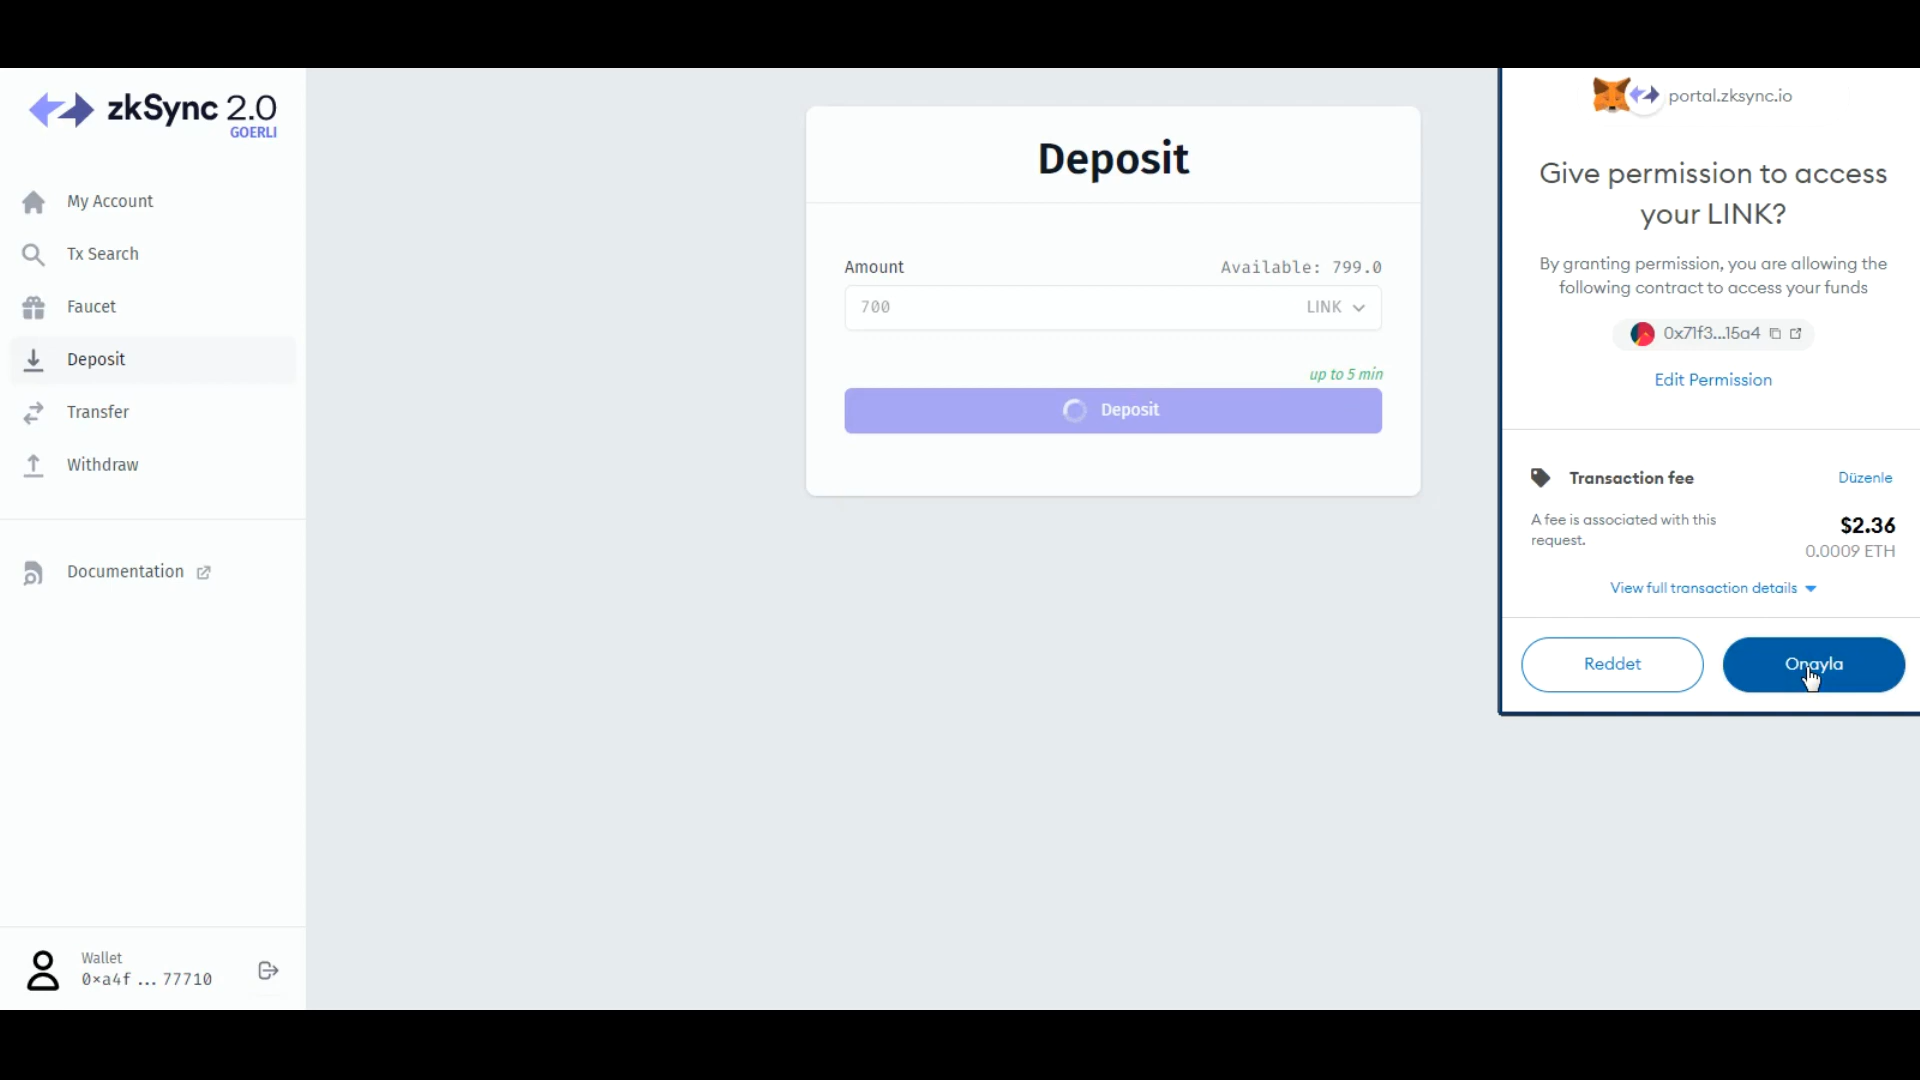 zkSync 2.0
GOERLI
My Account
Tx Search
Faucet
Deposit
Transfer
Withdraw
Documentation
Wallet
0×a4f ... 77710
Deposit
Amount
Available: 799.0
700
LINK
up to 5 min
Deposit
portal.zksync.io
Give permission to access
your LINK?
By granting permission, you are allowing the
following contract to access your funds
0x71f3...15a4
Edit Permission
Transaction fee
Düzenle
A fee is associated with this
request.
$2.36
0.0009 ETH
View full transaction details
Reddet
Onayla